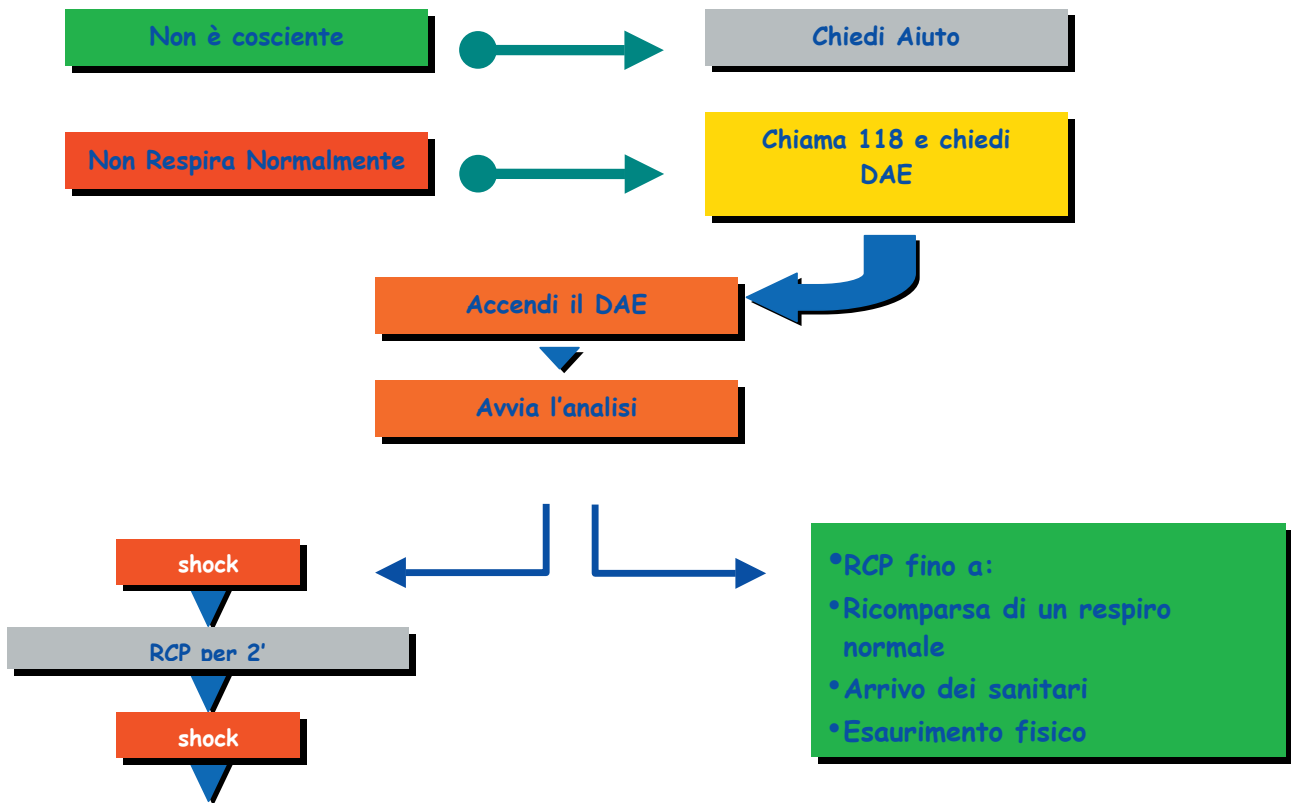 Non è cosciente
Chiedi Aiuto
Non Respira Normalmente
Chiama 118 e chiedi
DAE
Accendi il DAE
Avvia l'analisi
shock
RCP per 2'
shock
•RCP fino a:
•Ricomparsa di un respiro
normale
•Arrivo dei sanitari
•Esaurimento fisico